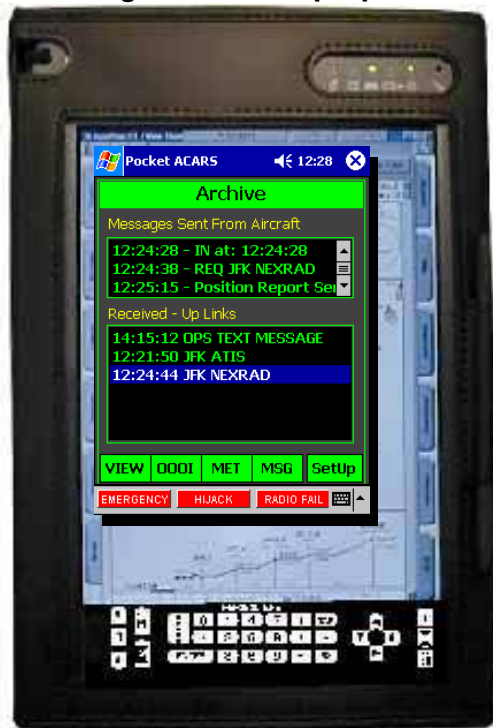 Pocket ACARS 12:28
Archive
Messages Sent From Aircraft
12:24:28 - IN at: 12:24:28
12:24:38 - REQ JFK NEXRAD
12:25:15 - Position Report Ser
Received - Up Links
14:15:12 OPS TEXT MESSAGE
12:21:50 JFK ATIS
12:24:44 JFK NEXRAD
VIEW OOOI MET MSG SetUp
EMERGENCY HIJACK RADIO FAIL